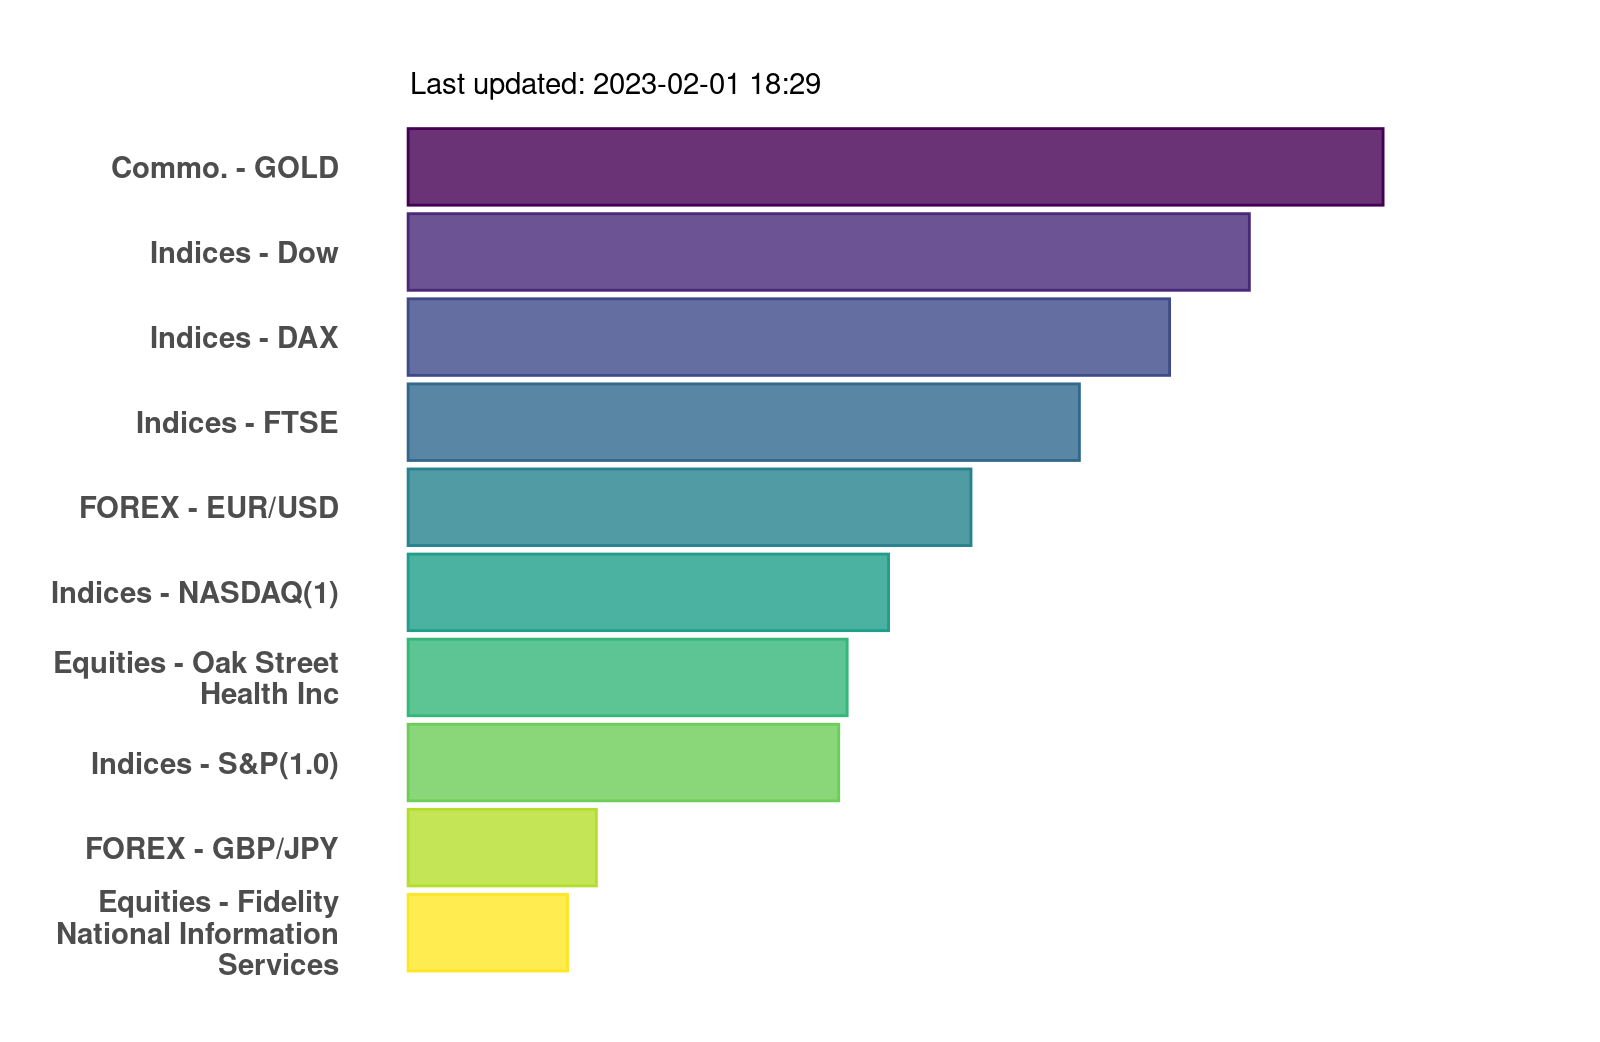 Last updated: 2023-02-01 18:29
Commo. - GOLD
Indices - Dow
Indices - DAX
Indices - FTSE
FOREX - EUR/USD
Indices - NASDAQ(1)
Equities - Oak Street
Health Inc
Indices - S&P(1.0)
FOREX - GBP/JPY
Equities - Fidelity
National Information
Services